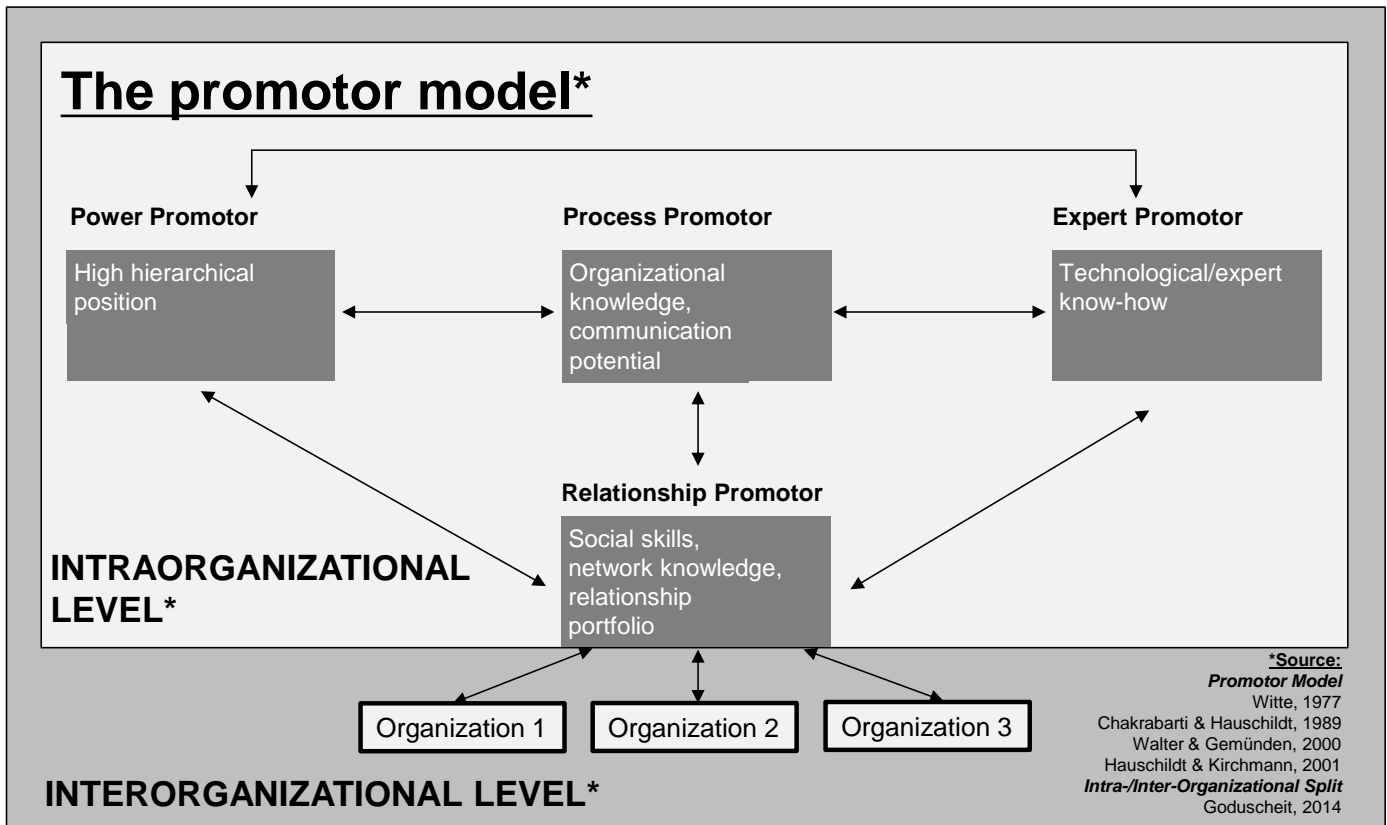 The promotor model*
Power Promotor
High hierarchical
position
Process Promotor
Organizational
knowledge,
communication
potential
Expert Promotor
Technological/expert
know-how
Relationship Promotor
Social skills,
network knowledge,
relationship
portfolio
INTRAORGANIZATIONAL
LEVEL*
Organization 1
Organization 2
Organization 3
INTERORGANIZATIONAL LEVEL*
*Source:
Promotor Model
Witte, 1977
Chakrabarti & Hauschildt, 1989
Walter & Gemünden, 2000
Hauschildt & Kirchmann, 2001
Intra-/Inter-Organizational Split
Goduscheit, 2014